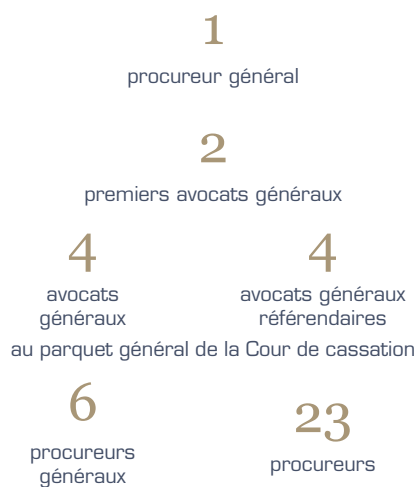 1
procureur général
2
premiers avocats généraux
4
avocats
généraux
4
avocats généraux
référendaires
au parquet général de la Cour de cassation
6
procureurs
généraux
23
procureurs